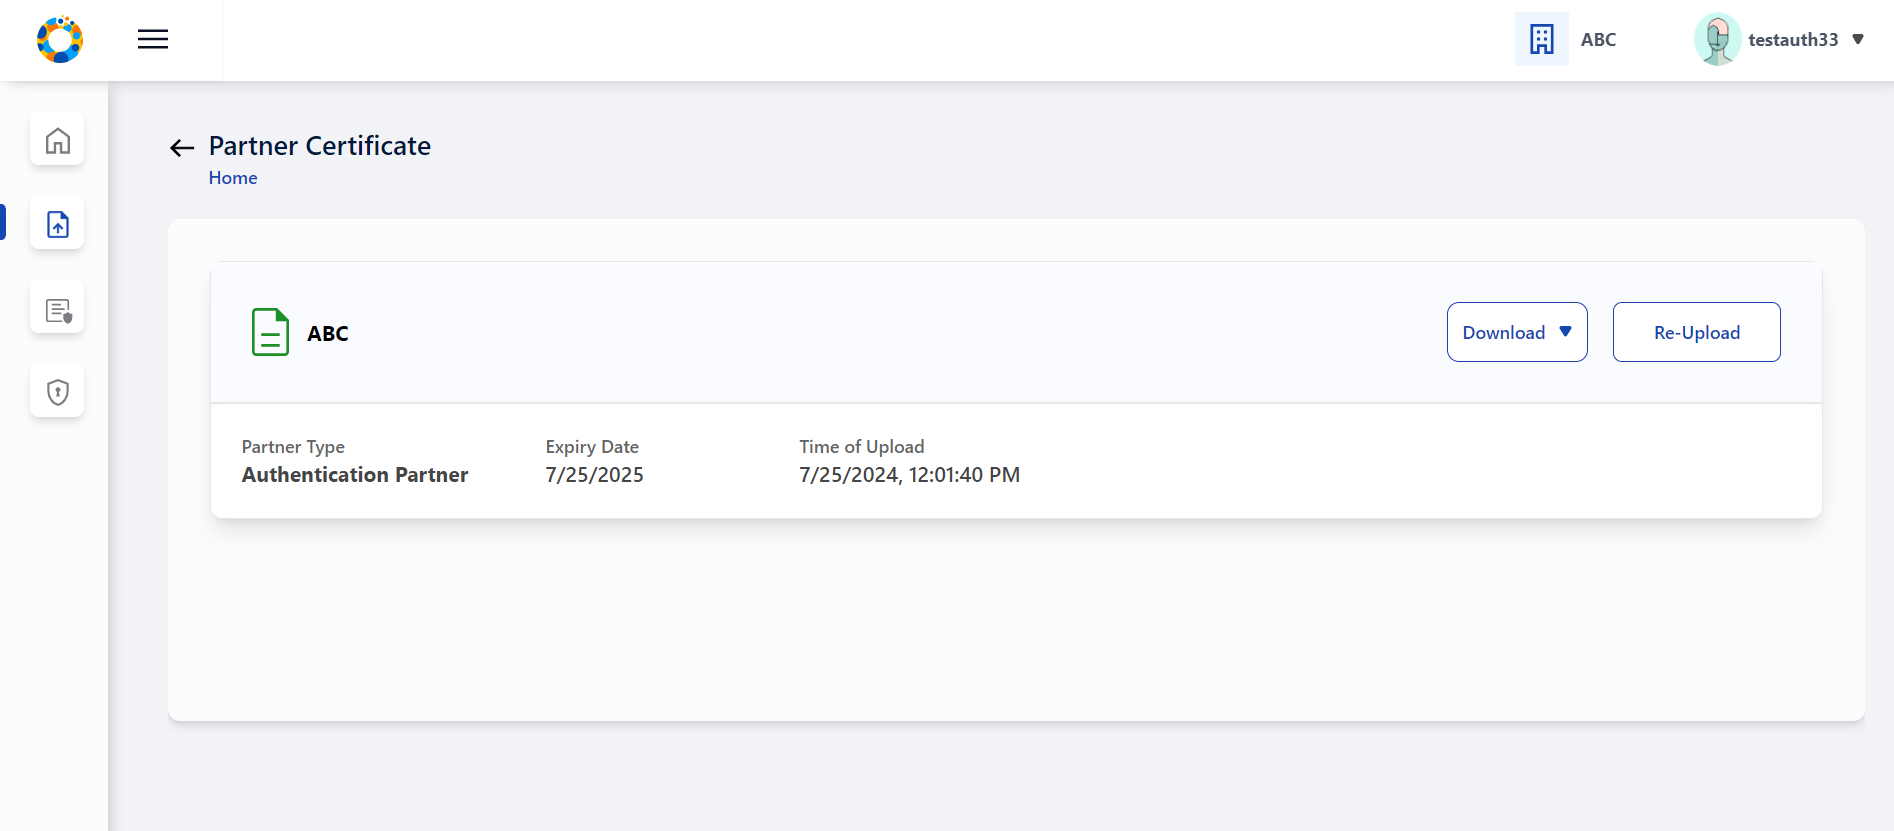 ABC
testauth33
Partner Certificate
Home
ABC
Download
Re-Upload
Partner Type
Expiry Date
Time of Upload
Authentication Partner
7/25/2025
7/25/2024, 12:01:40 PM